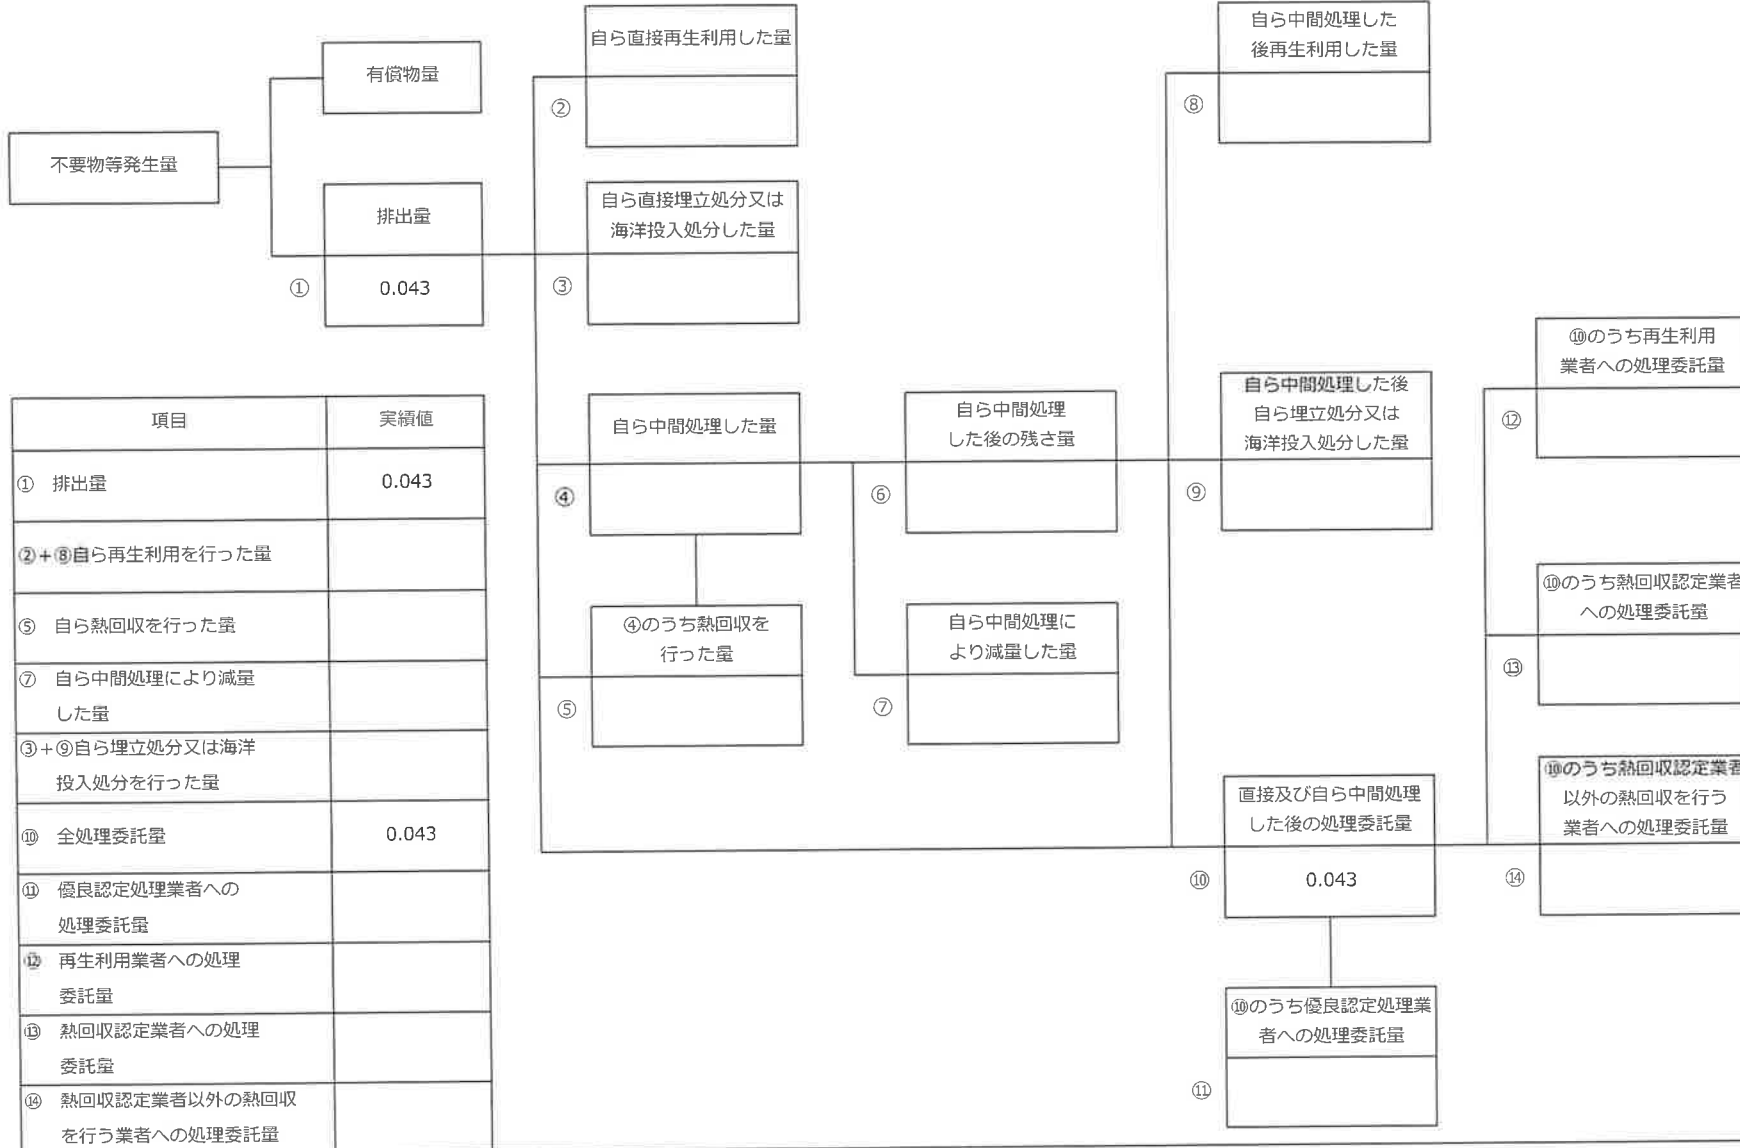 自ら直接再生利用した量
②
自ら中間処理した
後再生利用した量
⑧
有償物量
不要物等発生量
排出量
①
0.043
自ら直接埋立処分又は
海洋投入処分した量
③
⑩のうち再生利用
業者への処理委託量
⑫
自ら中間処理した量
④
自ら中間処理
した後の残さ量
⑥
自ら中間処理した後
自ら埋立処分又は
海洋投入処分した量
⑨
④のうち熱回収を
行った量
⑤
自ら中間処理に
より減量した量
⑦
⑩のうち熱回収認定業者
への処理委託量
⑬
直接及び自ら中間処理
した後の処理委託量
⑩
0.043
⑩のうち熱回収認定業者
以外の熱回収を行う
業者への処理委託量
⑭
⑩のうち優良認定処理業
者への処理委託量
⑪
項目 実績値
① 排出量 0.043
②+⑧自ら再生利用を行った量
⑤ 自ら熱回収を行った量
⑦ 自ら中間処理により減量
した量
③+⑨自ら埋立処分又は海洋
投入処分を行った量
⑩ 全処理委託量 0.043
⑪ 優良認定処理業者への
処理委託量
⑫ 再生利用業者への処理
委託量
⑬ 熱回収認定業者への処理
委託量
⑭ 熱回収認定業者以外の熱回収
を行う業者への処理委託量